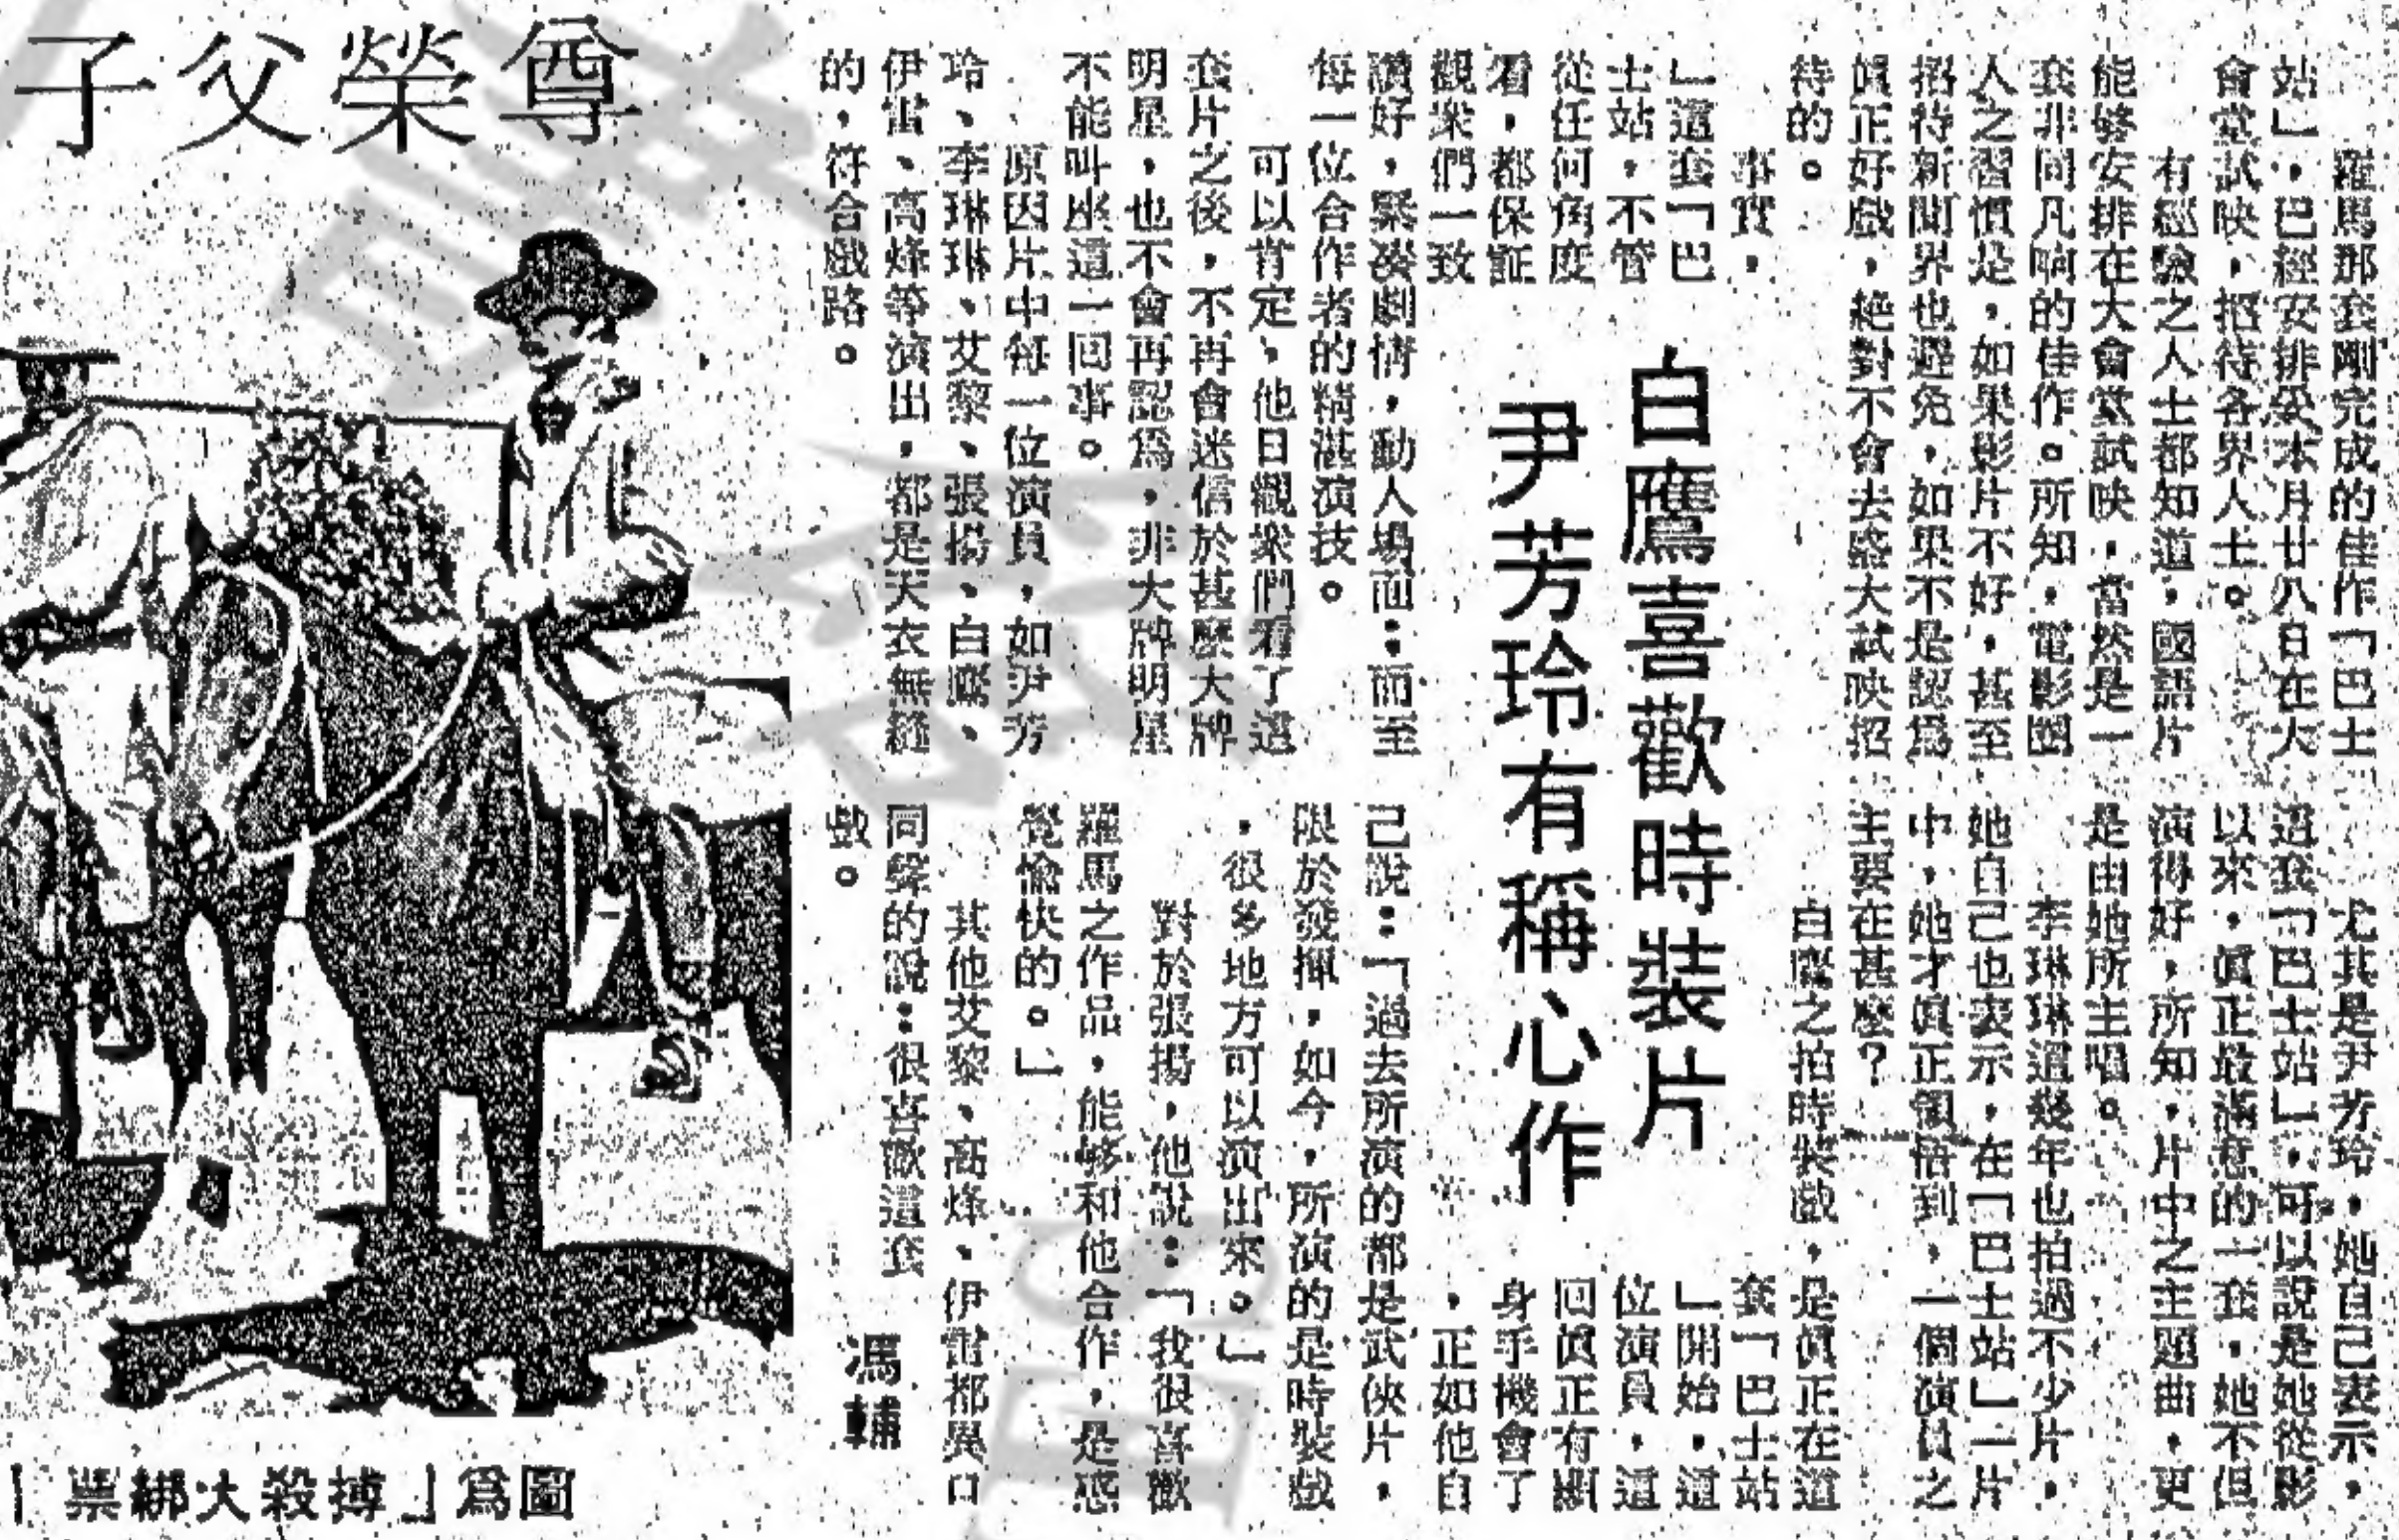 白鷹喜歡時裝片
尹芳玲有稱心作
羅馬那套剛完成的佳作「巴士
站」，已經安排妥本月廿八日在大
會堂試映，招待各界人士。
有經驗之人士都知道，國語片
能够安排在大會堂試映，當然是一
套非同凡响的佳作。所知，電影圈
人之習慣是，如果影片不好，甚至
招待新聞界也避免，如果不是認爲
眞正好戲，絕對不會去盛大試映招
待的。
事實，
這套「巴
士站」，不管
從任何角度
看，都保証
觀衆們一致
讚好，緊湊劇情，動人塲面；而至
每一位合作者的精湛演技。
可以肯定，他日觀衆們看了這
套片之後，不再會迷信於甚麽大牌
明星，也不會再認爲，非大牌明星
不能叫座這一回事。
原因片中每一位演員，如尹芳
玲、李琳琳、艾黎、張揚、白鷹、
伊雷、高烽等演出，都是天衣無縫
的，符合戲路。
尤其是尹芳玲，她自己表示，
這套「巴士站」，可以說是她從影
以來，眞正最滿意的一套，她不但
演得好，所知，片中之主題曲，更
是由她所主唱。
李琳琳這幾年也拍過不少片，
她自己也表示，在「巴士站」一片
中，她才眞正領悟到，一個演員之
主要在甚麽？
白鷹之拍時裝戲，是眞正在這
套「巴士站
」開始，這
位演員，這
回眞正有顯
身手機會了
，正如他自
己說：「過去所演的都是武俠片，
限於發揮，如今，所演的是時裝戲
，很多地方可以演出來。」
對於張揚，他說：「我很喜歡
羅馬之作品，能够和他合作，是感
覺愉快的。」
其他艾黎、高烽、伊雷都異口
同聲的說：很喜歡這套
戲。
馮輔
尊榮父子
圖爲「搏殺大綁票